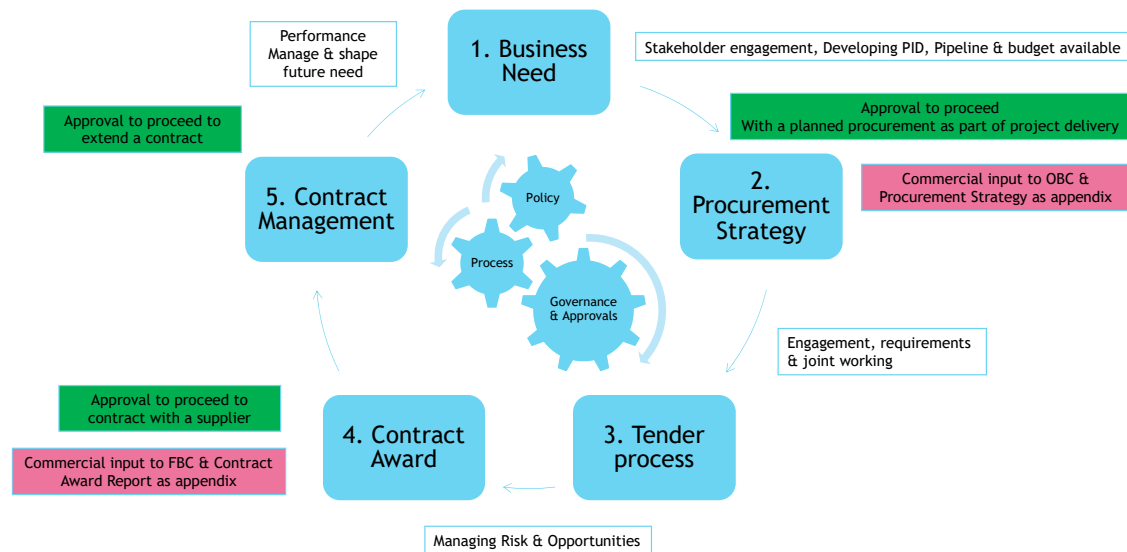 Performance
Manage & shape
future need
1. Business
Need
Stakeholder engagement, Developing PID, Pipeline & budget available
Approval to proceed to
extend a contract
Approval to proceed
With a planned procurement as part of project delivery
5. Contract
Management
Policy
Process
Governance
& Approvals
2.
Procurement
Strategy
Commercial input to OBC &
Procurement Strategy as appendix
Engagement, requirements
& joint working
Approval to proceed to
contract with a supplier
Commercial input to FBC & Contract
Award Report as appendix
4. Contract
Award
3. Tender
process
Managing Risk & Opportunities